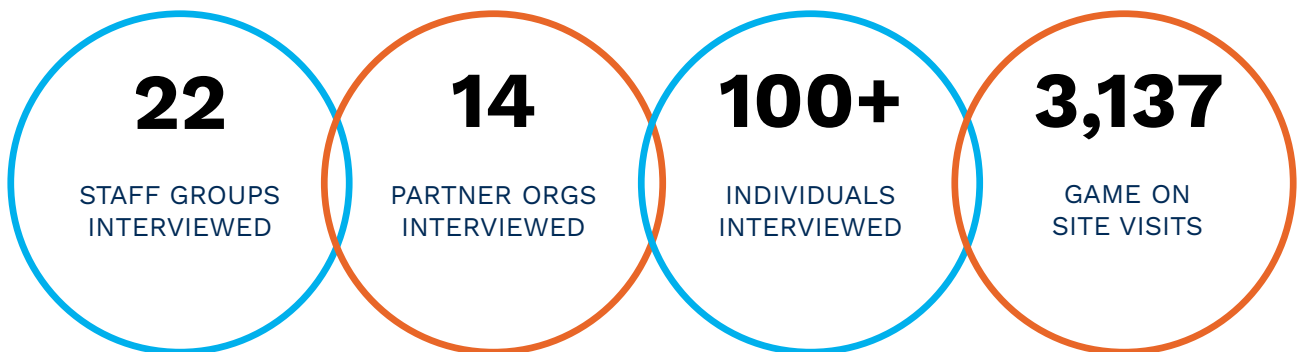 22
STAFF GROUPS
INTERVIEWED
14
PARTNER ORGS
INTERVIEWED
100+
INDIVIDUALS
INTERVIEWED
3,137
GAME ON
SITE VISITS